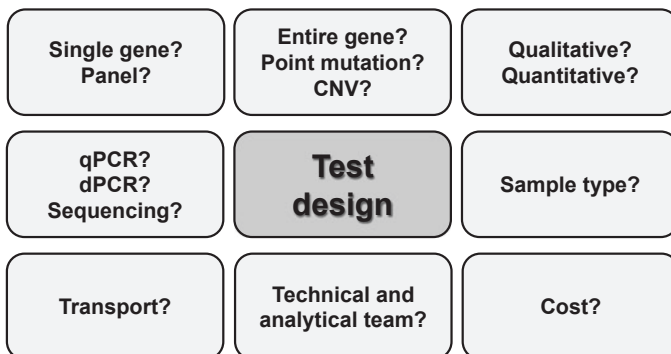 Single gene?
Panel?
Entire gene?
Point mutation?
CNV?
Qualitative?
Quantitative?
qPCR?
dPCR?
Sequencing?
Test
design
Sample type?
Transport?
Technical and
analytical team?
Cost?